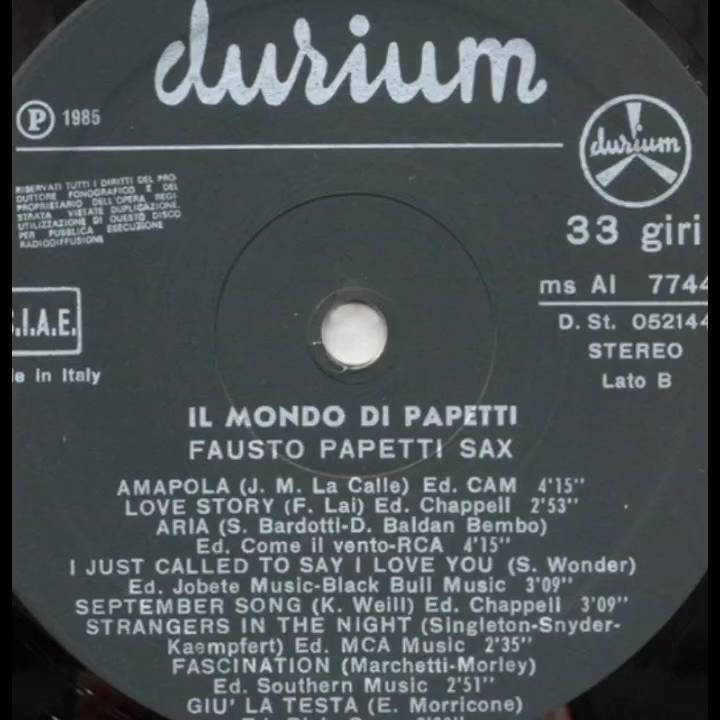 durium
P 1985
RISERVATI TUTTI I DIRITTI DEL PRO-
DUTTORE FONOGRAFICO E DEL
PROPRIETARIO DELL'OPERA REGI-
STRATA VIETATE DUPLICAZIONE,
UTILIZZAZIONE DI QUESTO DISCO
PER PUBBLICA ESECUZIONE
RADIODIFFUSIONE
durium
33 giri
ms AI 7744
D. St. 052144
STEREO
Lato B
.I.A.E.
e in Italy
IL MONDO DI PAPETTI
FAUSTO PAPETTI SAX
AMAPOLA (J. M. La Calle) Ed. CAM 4'15''
LOVE STORY (F. Lai) Ed. Chappell 2'53''
ARIA (S. Bardotti-D. Baldan Bembo)
Ed. Come il vento-RCA 4'15''
I JUST CALLED TO SAY I LOVE YOU (S. Wonder)
Ed. Jobete Music-Black Bull Music 3'09''
SEPTEMBER SONG (K. Weill) Ed. Chappell 3'09''
STRANGERS IN THE NIGHT (Singleton-Snyder-
Kaempfert) Ed. MCA Music 2'35''
FASCINATION (Marchetti-Morley)
Ed. Southern Music 2'51''
GIU' LA TESTA (E. Morricone)